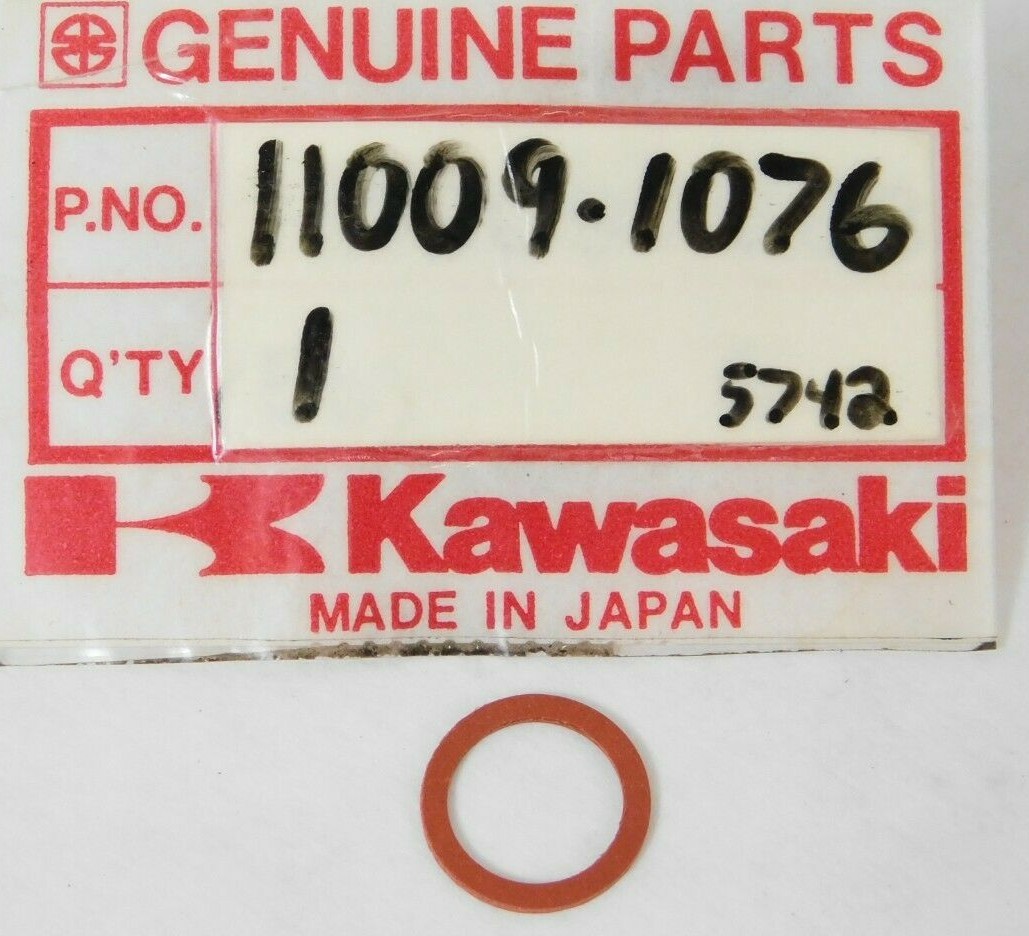 GENUINE PARTS
P.NO. 11009.1076
Q'TY 1 5742
Kawasaki
MADE IN JAPAN